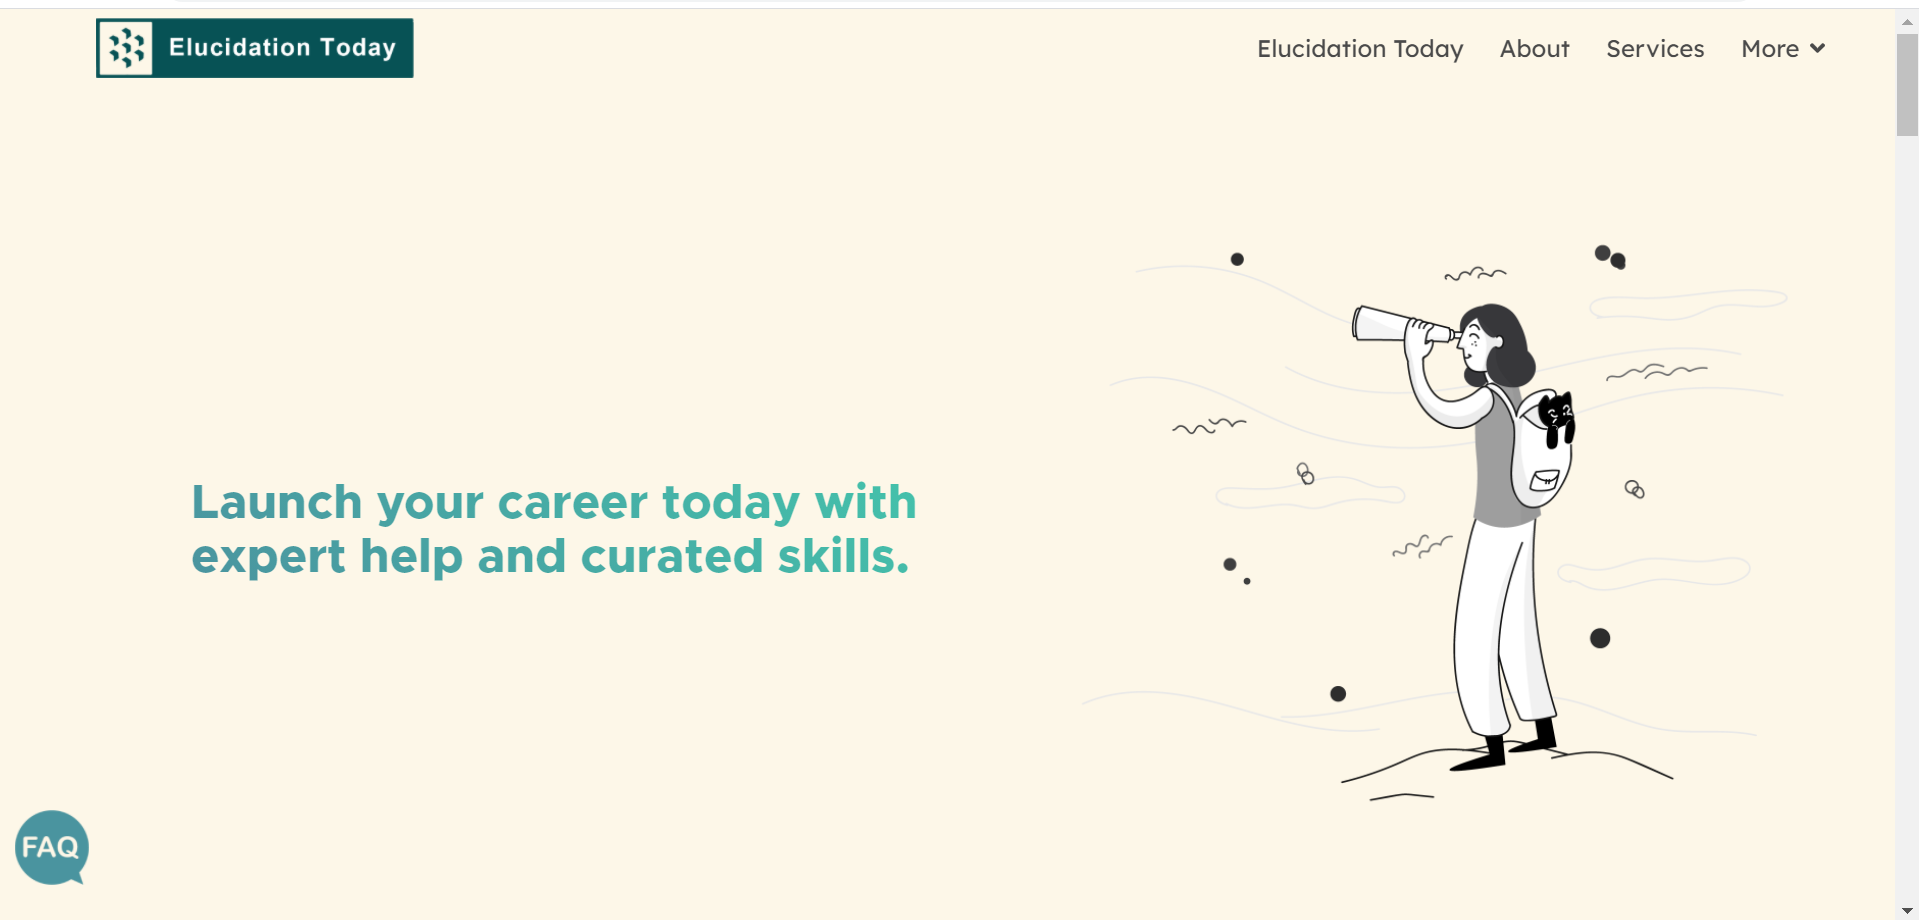 Elucidation Today
Elucidation Today About Services More
Launch your career today with
expert help and curated skills.
FAQ